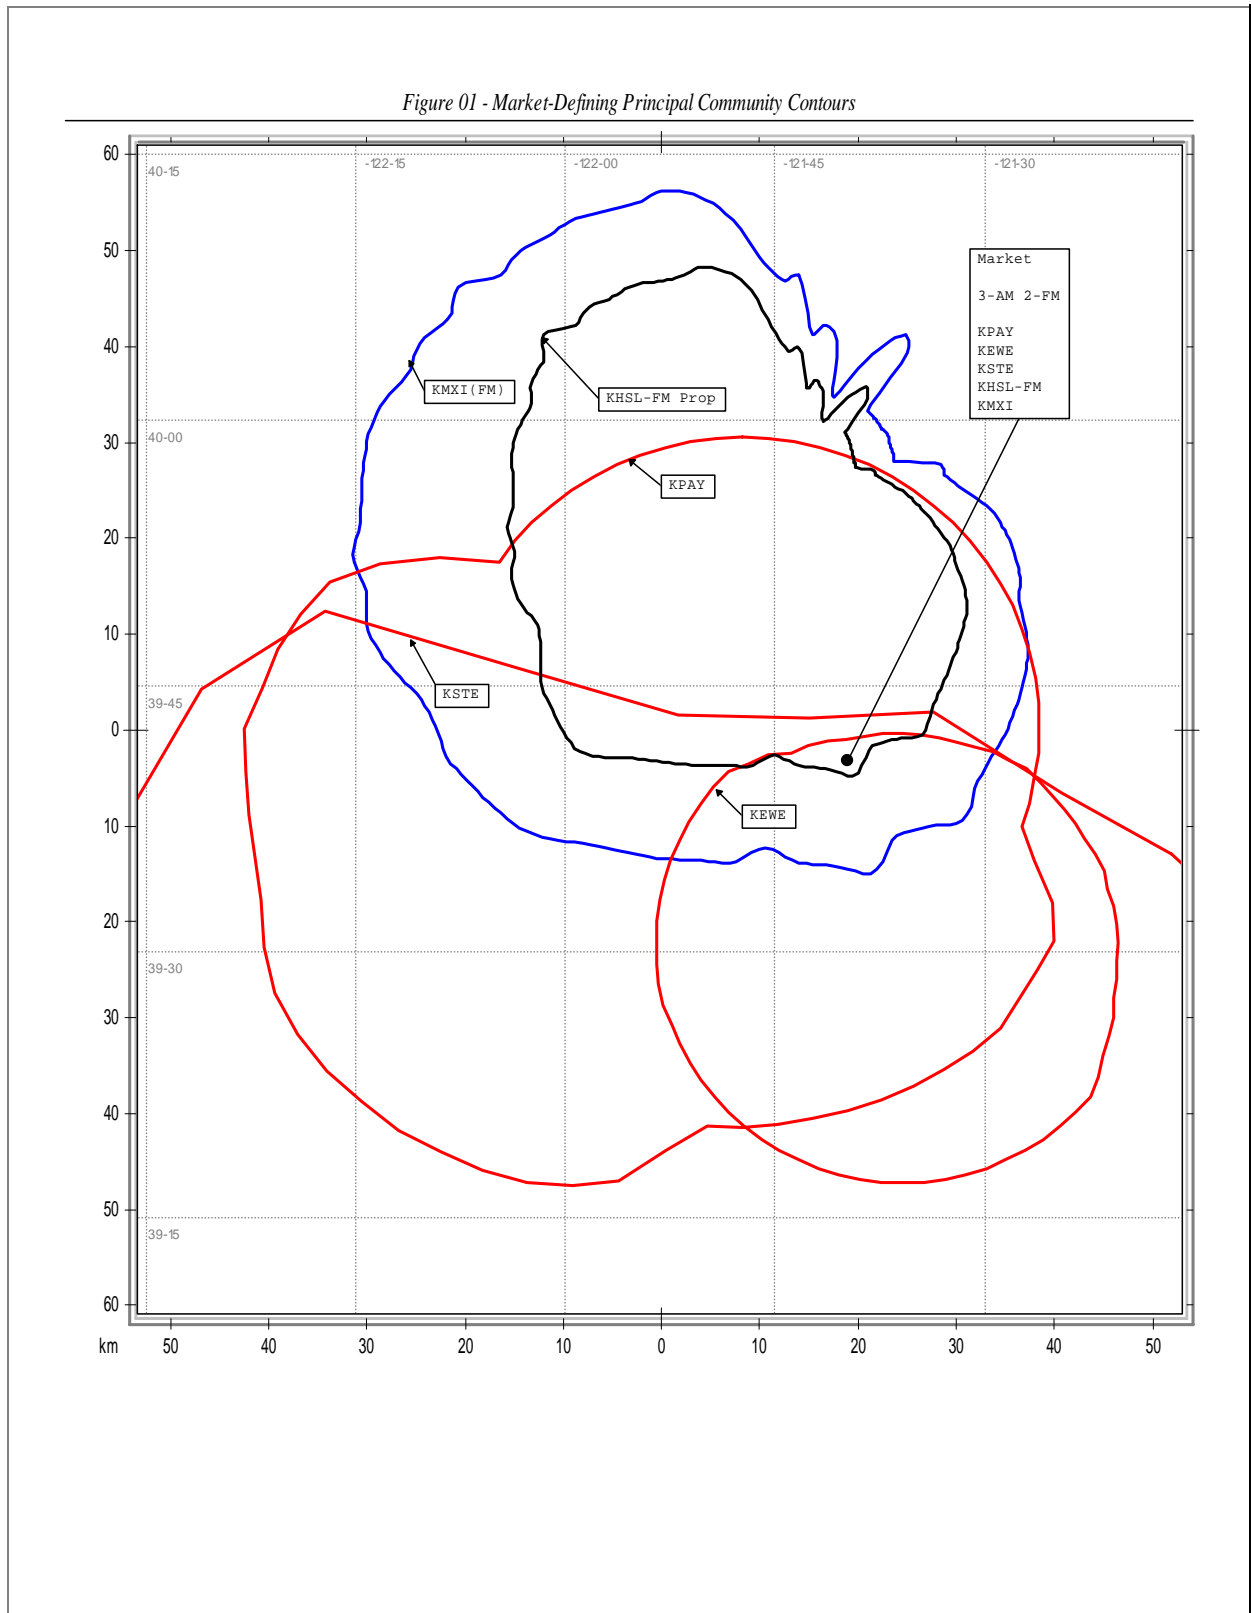 Figure 01 - Market-Defining Principal Community Contours
60
40-15
-122-15
-122-00
-121-45
-121-30
50
Market
3-AM 2-FM
KPAY
KEWE
KSTE
KHSL-FM
KMXI
40
KMXI(FM)
KHSL-FM Prop
40-00
30
KPAY
20
10
KSTE
39-45
0
KEWE
10
20
39-30
30
40
50
39-15
60
km 50 40 30 20 10 0 10 20 30 40 50